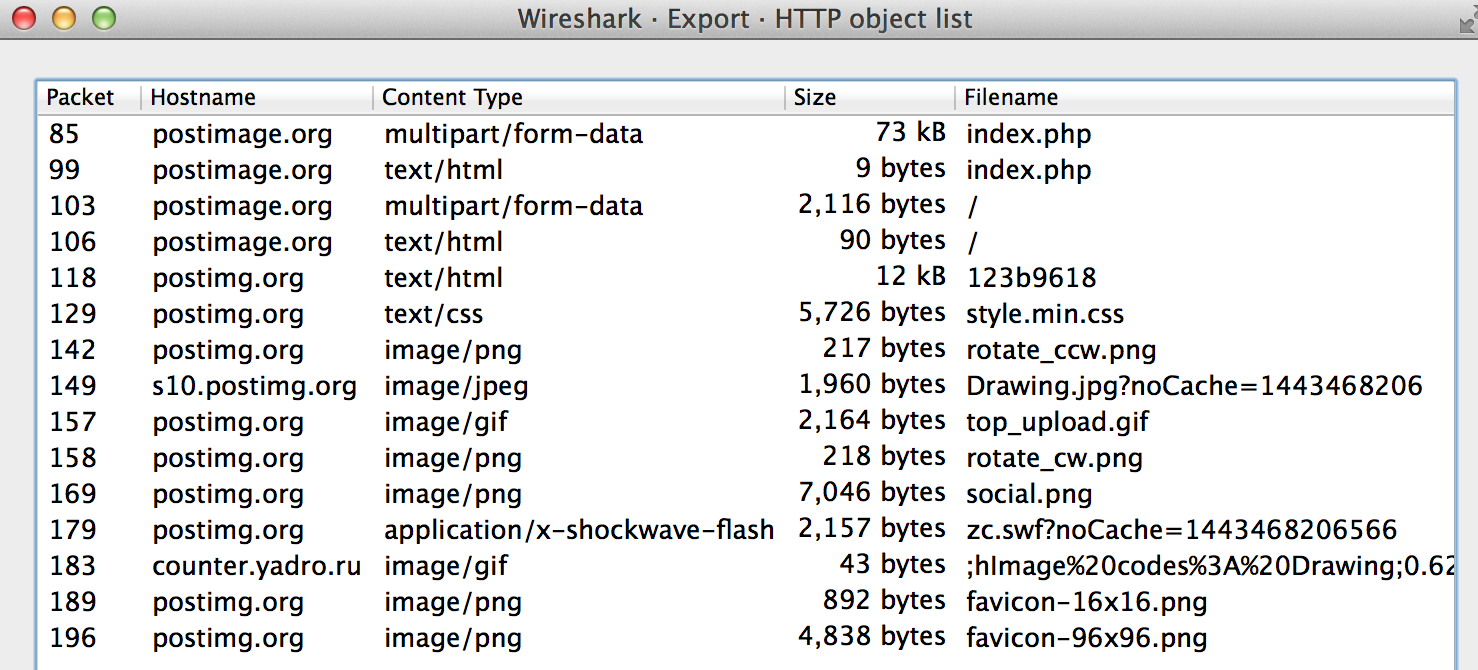 Wireshark · Export · HTTP object list
Packet Hostname Content Type Size Filename
85 postimage.org multipart/form-data 73 kB index.php
99 postimage.org text/html 9 bytes index.php
103 postimage.org multipart/form-data 2,116 bytes /
106 postimage.org text/html 90 bytes /
118 postimg.org text/html 12 kB 123b9618
129 postimg.org text/css 5,726 bytes style.min.css
142 postimg.org image/png 217 bytes rotate_ccw.png
149 s10.postimg.org image/jpeg 1,960 bytes Drawing.jpg?noCache=1443468206
157 postimg.org image/gif 2,164 bytes top_upload.gif
158 postimg.org image/png 218 bytes rotate_cw.png
169 postimg.org image/png 7,046 bytes social.png
179 postimg.org application/x-shockwave-flash 2,157 bytes zc.swf?noCache=1443468206566
183 counter.yadro.ru image/gif 43 bytes ;hImage%20codes%3A%20Drawing;0.62
189 postimg.org image/png 892 bytes favicon-16x16.png
196 postimg.org image/png 4,838 bytes favicon-96x96.png